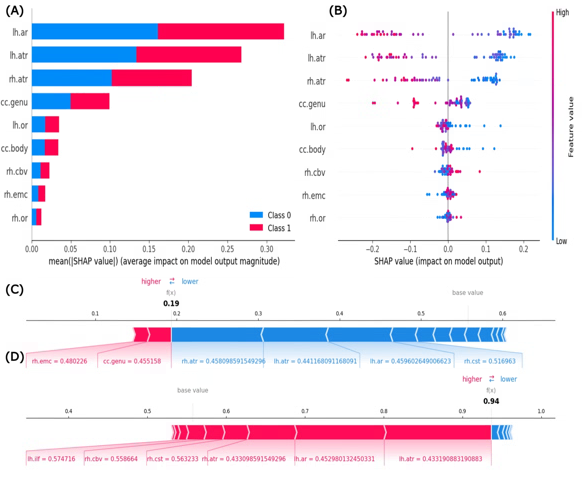 (A)
lh.ar
lh.atr
rh.atr
cc.genu
lh.or
cc.body
rh.cbv
rh.emc
rh.or
Class 0
Class 1
0.00 0.05 0.10 0.15 0.20 0.25 0.30
mean(|SHAP value|) (average impact on model output magnitude)
(B)
lh.ar
lh.atr
rh.atr
cc.genu
lh.or
cc.body
rh.cbv
rh.emc
rh.or
−0.2 −0.1 0.0 0.1 0.2
SHAP value (impact on model output)
High
Feature value
Low
(C)
higher ⇄ lower
f(x)
0.19
base value
0.1 0.2 0.3 0.4 0.5 0.6
rh.emc = 0.480226 cc.genu = 0.455158 rh.atr = 0.458098591549296 lh.atr = 0.441168091168091 lh.ar = 0.459602649006623 rh.cst = 0.516963
(D)
higher ⇄ lower
base value
f(x)
0.94
0.4 0.5 0.6 0.7 0.8 0.9 1.0
lh.ilf = 0.574716 rh.cbv = 0.558664 rh.cst = 0.563233 rh.atr = 0.433098591549296 lh.ar = 0.452980132450331 lh.atr = 0.433190883190883